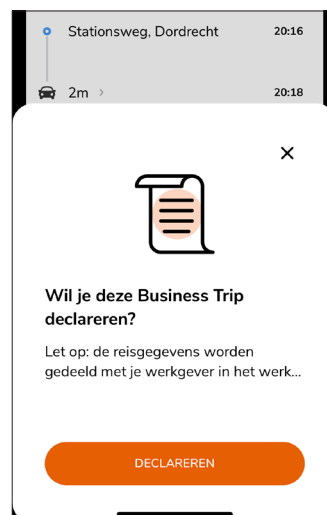 Stationsweg, Dordrecht 20:16
2m > 20:18
Wil je deze Business Trip
declareren?
Let op: de reisgegevens worden
gedeeld met je werkgever in het werk...
DECLAREREN